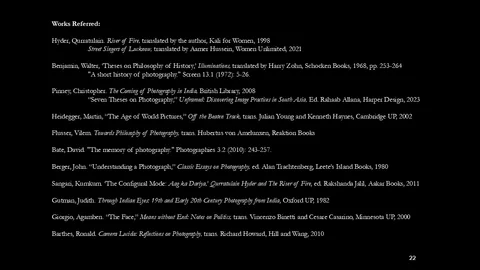 Works Referred:
Hyder, Qurratulain. River of Fire, translated by the author, Kali for Women, 1998
Street Singers of Lucknow, translated by Aamer Hussein, Women Unlimited, 2021
Benjamin, Walter, 'Theses on Philosophy of History,' Illuminations, translated by Harry Zohn, Schocken Books, 1968, pp. 253-264
"A short history of photography." Screen 13.1 (1972): 5-26.
Pinney, Christopher. The Coming of Photography in India. British Library, 2008
"Seven Theses on Photography," Unframed: Discovering Image Practices in South Asia. Ed. Rahaab Allana, Harper Design, 2023
Heidegger, Martin, "The Age of World Pictures," Off the Beaten Track, trans. Julian Young and Kenneth Haynes, Cambridge UP, 2002
Flusser, Vilem. Towards Philosophy of Photography, trans. Hubertus von Amelunxen, Reaktion Books
Bate, David. "The memory of photography." Photographies 3.2 (2010): 243-257.
Berger, John. "Understanding a Photograph," Classic Essays on Photography, ed. Alan Trachtenberg, Leete's Island Books, 1980
Sangari, Kumkum. 'The Configural Mode: Aag ka Dariya.' Qurratulain Hyder and The River of Fire, ed. Rakshanda Jalil, Aakar Books, 2011
Gutman, Judith. Through Indian Eyes: 19th and Early 20th Century Photography from India, Oxford UP, 1982
Giorgio, Agamben. "The Face," Means without End: Notes on Politics, trans. Vincenzo Binetti and Cesare Casarino, Minnesota UP, 2000
Barthes, Ronald. Camera Lucida: Reflections on Photography, trans. Richard Howard, Hill and Wang, 2010
22